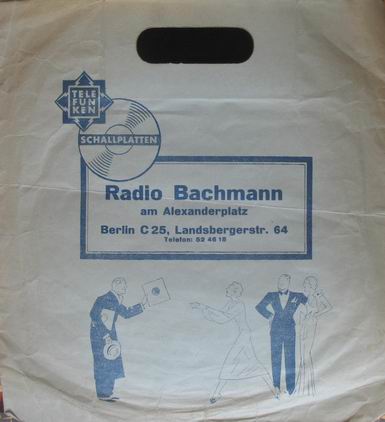 TELE
FUN
KEN
SCHALLPLATTEN
Radio Bachmann
am Alexanderplatz
Berlin C 25, Landsbergerstr. 64
Telefon: 52 46 18